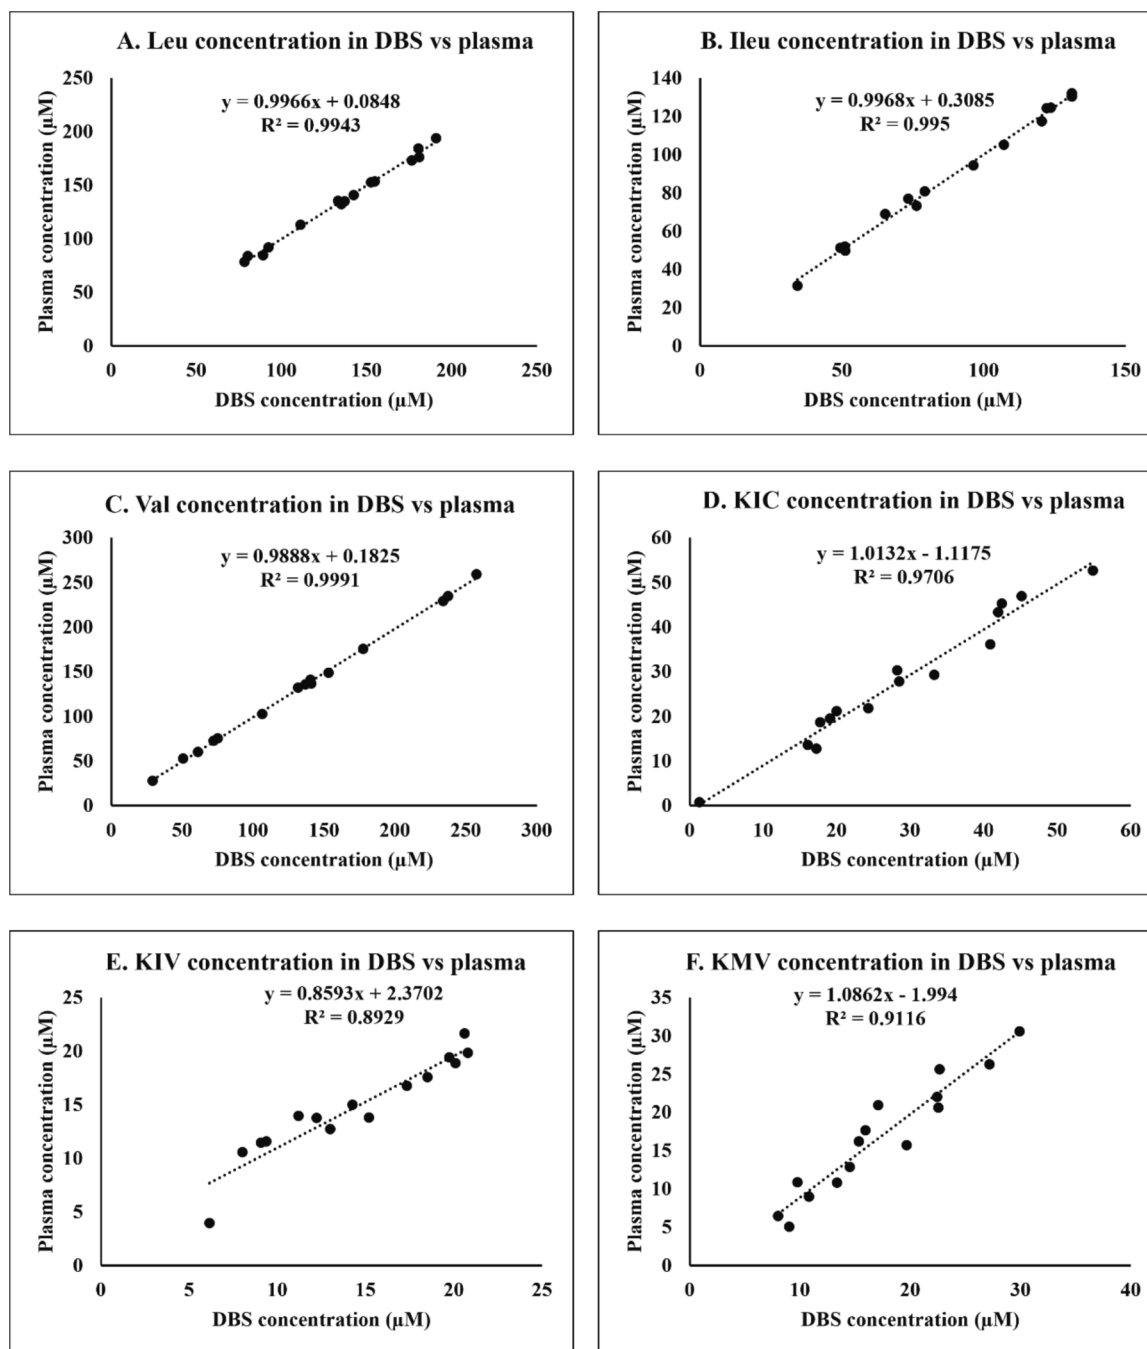 A. Leu concentration in DBS vs plasma
y = 0.9966x + 0.0848
R² = 0.9943
Plasma concentration (µM)
250
200
150
100
50
0
0 50 100 150 200 250
DBS concentration (µM)
B. Ileu concentration in DBS vs plasma
y = 0.9968x + 0.3085
R² = 0.995
Plasma concentration (µM)
140
120
100
80
60
40
20
0
0 50 100 150
DBS concentration (µM)
C. Val concentration in DBS vs plasma
y = 0.9888x + 0.1825
R² = 0.9991
Plasma concentration (µM)
300
250
200
150
100
50
0
0 50 100 150 200 250 300
DBS concentration (µM)
D. KIC concentration in DBS vs plasma
y = 1.0132x - 1.1175
R² = 0.9706
Plasma concentration (µM)
60
50
40
30
20
10
0
0 10 20 30 40 50 60
DBS concentration (µM)
E. KIV concentration in DBS vs plasma
y = 0.8593x + 2.3702
R² = 0.8929
Plasma concentration (µM)
25
20
15
10
5
0
0 5 10 15 20 25
DBS concentration (µM)
F. KMV concentration in DBS vs plasma
y = 1.0862x - 1.994
R² = 0.9116
Plasma concentration (µM)
35
30
25
20
15
10
5
0
0 10 20 30 40
DBS concentration (µM)